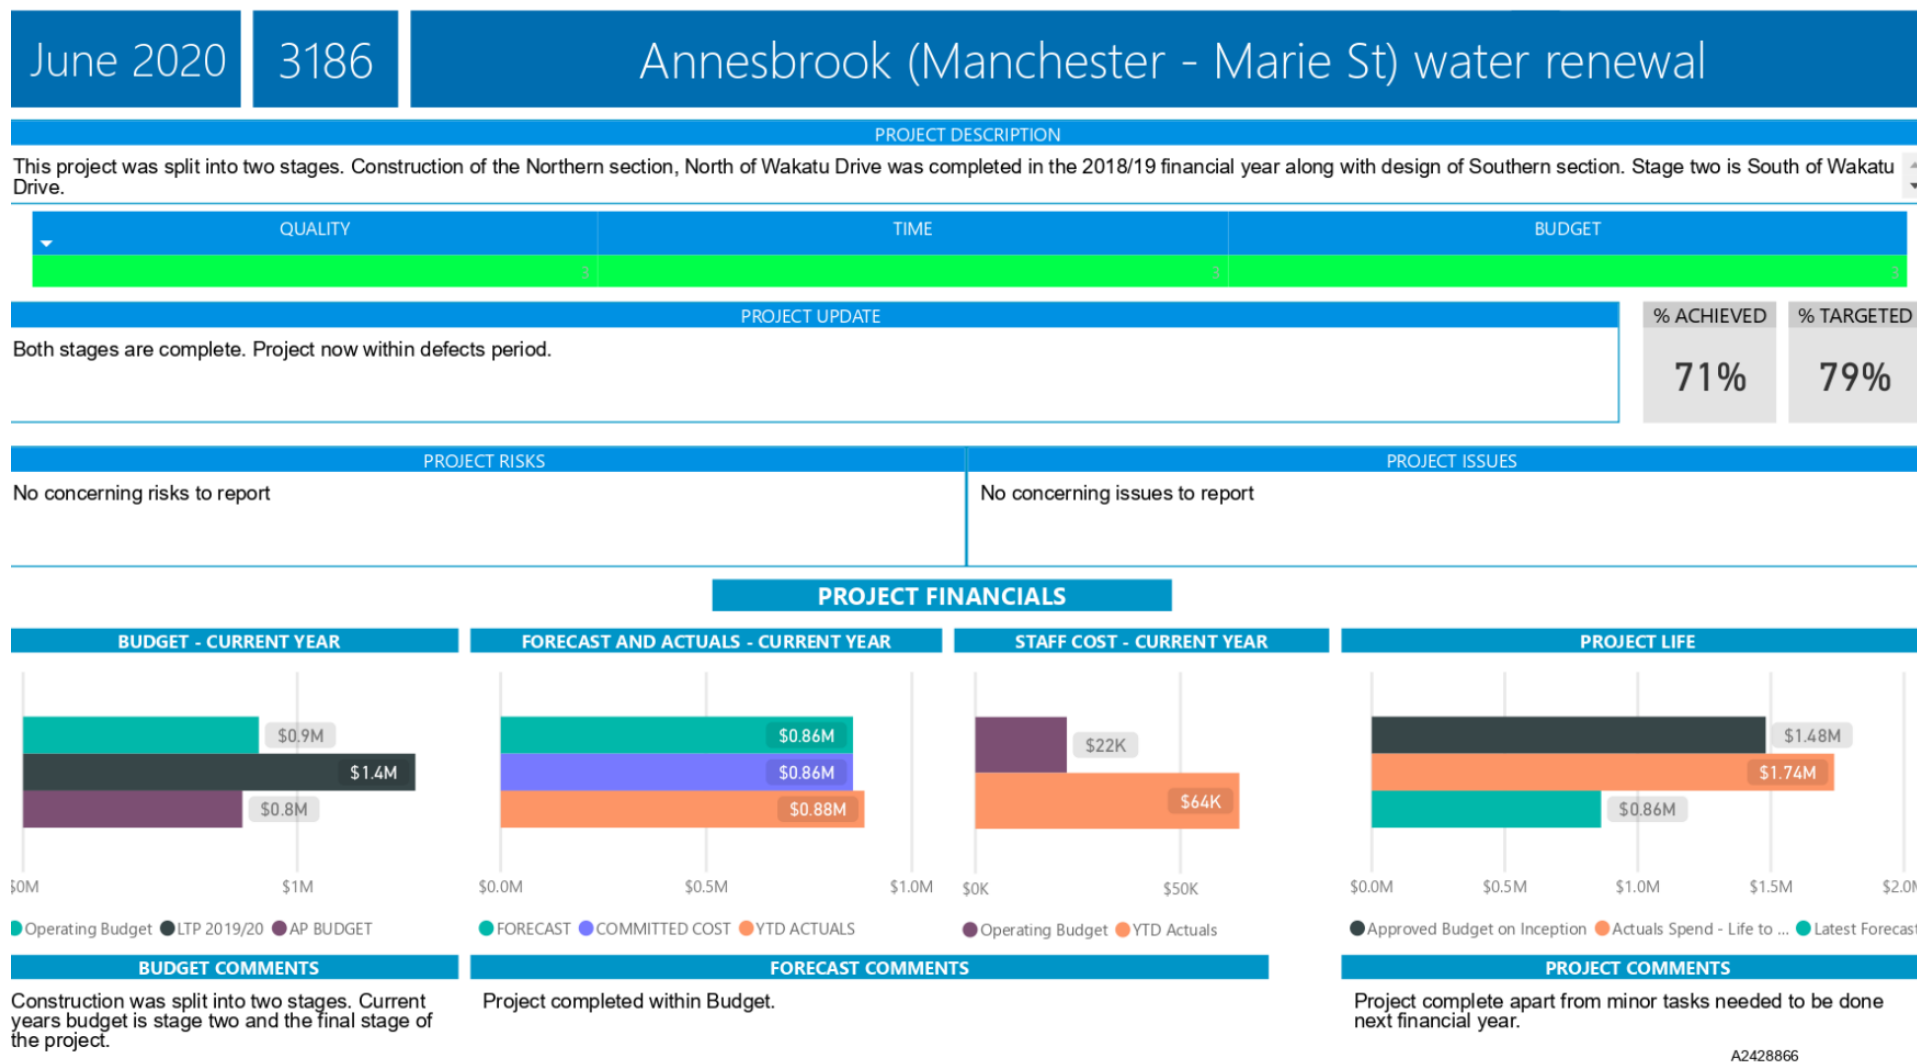 June 2020
3186
Annesbrook (Manchester - Marie St) water renewal
PROJECT DESCRIPTION
This project was split into two stages. Construction of the Northern section, North of Wakatu Drive was completed in the 2018/19 financial year along with design of Southern section. Stage two is South of Wakatu
Drive.
QUALITY
TIME
BUDGET
3
3
3
PROJECT UPDATE
% ACHIEVED
% TARGETED
Both stages are complete. Project now within defects period.
71%
79%
PROJECT RISKS
PROJECT ISSUES
No concerning risks to report
No concerning issues to report
PROJECT FINANCIALS
BUDGET - CURRENT YEAR
$0.9M
$1.4M
$0.8M
$0M
$1M
Operating Budget
LTP 2019/20
AP BUDGET
FORECAST AND ACTUALS - CURRENT YEAR
$0.86M
$0.86M
$0.88M
$0.0M
$0.5M
$1.0M
FORECAST
COMMITTED COST
YTD ACTUALS
STAFF COST - CURRENT YEAR
$22K
$64K
$0K
$50K
Operating Budget
YTD Actuals
PROJECT LIFE
$1.48M
$1.74M
$0.86M
$0.0M
$0.5M
$1.0M
$1.5M
$2.0M
Approved Budget on Inception
Actuals Spend - Life to ...
Latest Forecast
BUDGET COMMENTS
Construction was split into two stages. Current
years budget is stage two and the final stage of
the project.
FORECAST COMMENTS
Project completed within Budget.
PROJECT COMMENTS
Project complete apart from minor tasks needed to be done
next financial year.
A2428866